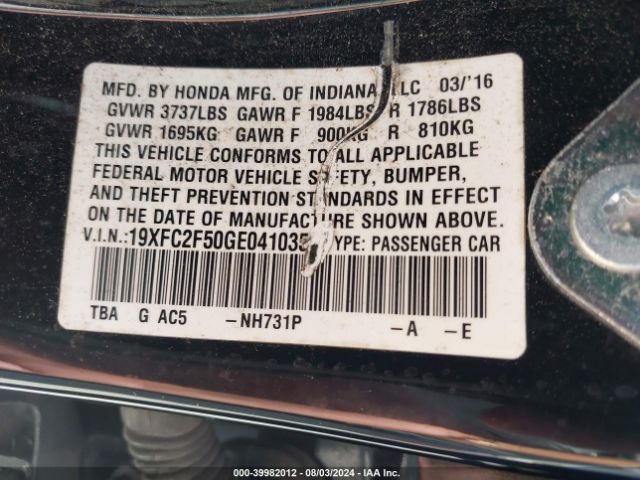 MFD. BY HONDA MFG. OF INDIANA LLC 03/'16
GVWR 3737LBS GAWR F 1984LBS R 1786LBS
GVWR 1695KG GAWR F 900KG R 810KG
THIS VEHICLE CONFORMS TO ALL APPLICABLE
FEDERAL MOTOR VEHICLE SAFETY, BUMPER,
AND THEFT PREVENTION STANDARDS IN EFFECT
ON THE DATE OF MANUFACTURE SHOWN ABOVE.
V.I.N.:19XFC2F50GE041035 TYPE: PASSENGER CAR
TBA G AC5 -NH731P -A -E
000-39982012 - 08/03/2024 - IAA Inc.